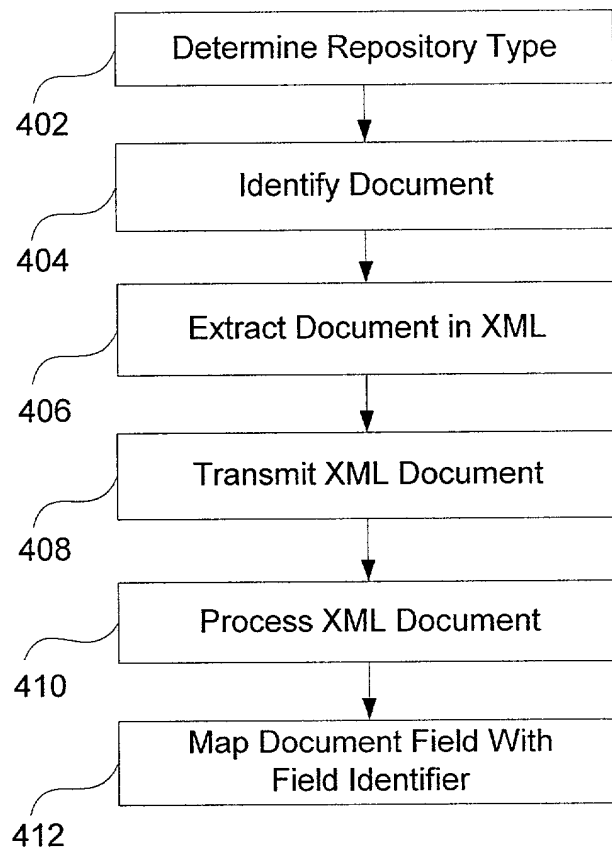 Determine Repository Type
402
Identify Document
404
Extract Document in XML
406
Transmit XML Document
408
Process XML Document
410
Map Document Field With
Field Identifier
412